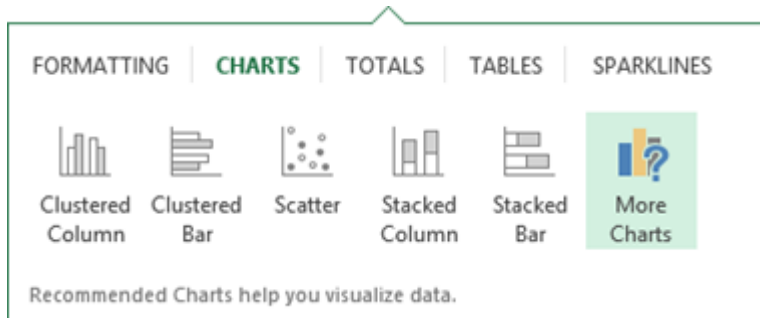 FORMATTING CHARTS TOTALS TABLES SPARKLINES
Clustered Column
Clustered Bar
Scatter
Stacked Column
Stacked Bar
More Charts
Recommended Charts help you visualize data.